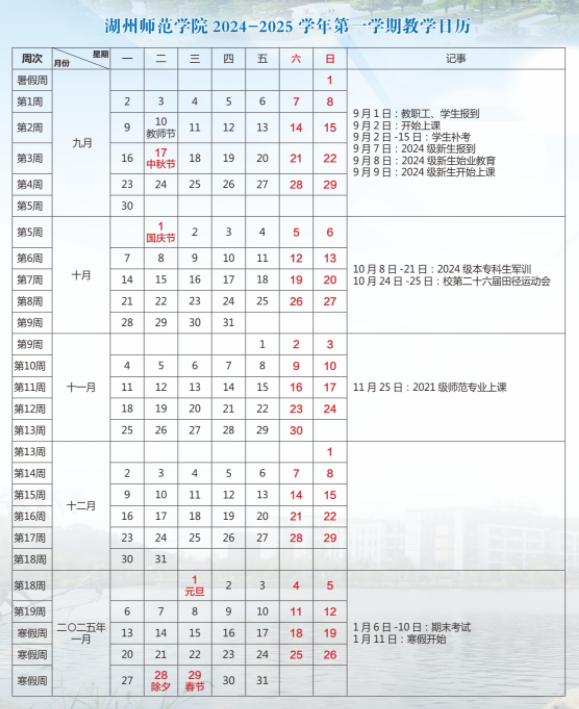 湖州师范学院 2024-2025 学年第一学期教学日历
周次 星期 月份 一 二 三 四 五 六 日 记事
暑假周 九月 1
第1周 2 3 4 5 6 7 8
第2周 9 10 教师节 11 12 13 14 15
第3周 16 17 中秋节 18 19 20 21 22
第4周 23 24 25 26 27 28 29
第5周 30
9 月 1 日：教职工、学生报到
9 月 2 日：开始上课
9 月 2 日 -15 日：学生补考
9 月 7 日：2024 级新生报到
9 月 8 日：2024 级新生始业教育
9 月 9 日：2024 级新生开始上课
第5周 十月 1 国庆节 2 3 4 5 6
第6周 7 8 9 10 11 12 13
第7周 14 15 16 17 18 19 20
第8周 21 22 23 24 25 26 27
第9周 28 29 30 31
10 月 8 日 -21 日：2024 级本专科生军训
10 月 24 日 -25 日：校第二十六届田径运动会
第9周 十一月 1 2 3
第10周 4 5 6 7 8 9 10
第11周 11 12 13 14 15 16 17
第12周 18 19 20 21 22 23 24
第13周 25 26 27 28 29 30
11 月 25 日：2021 级师范专业上课
第13周 十二月 1
第14周 2 3 4 5 6 7 8
第15周 9 10 11 12 13 14 15
第16周 16 17 18 19 20 21 22
第17周 23 24 25 26 27 28 29
第18周 30 31
第18周 二〇二五年一月 1 元旦 2 3 4 5
第19周 6 7 8 9 10 11 12
寒假周 13 14 15 16 17 18 19
寒假周 20 21 22 23 24 25 26
寒假周 27 28 除夕 29 春节 30 31
1 月 6 日 -10 日：期末考试
1 月 11 日：寒假开始